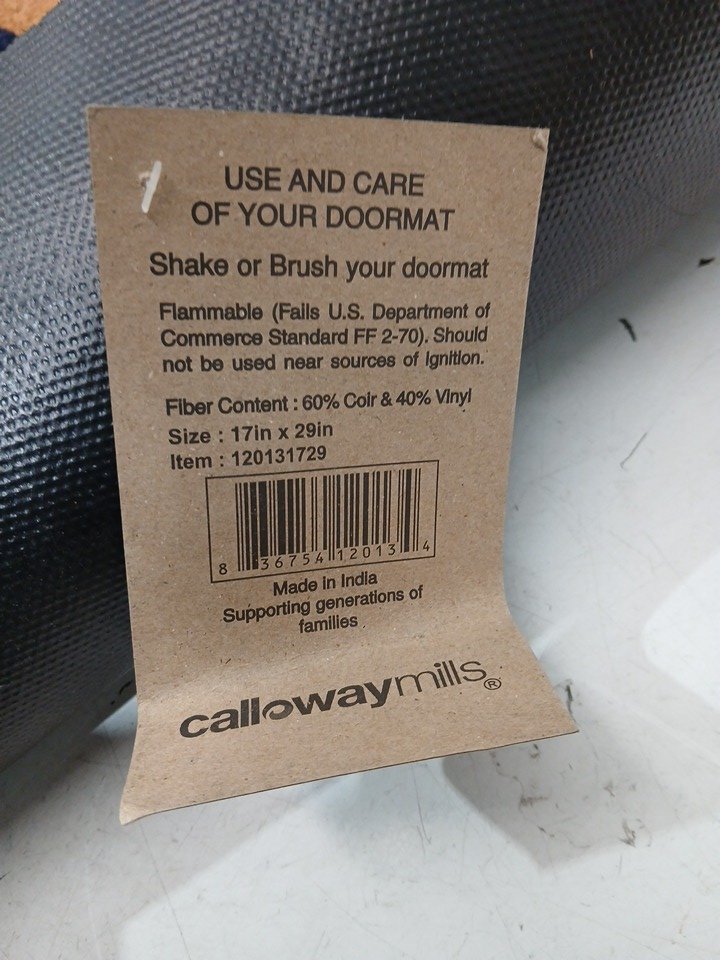 USE AND CARE
OF YOUR DOORMAT
Shake or Brush your doormat
Flammable (Fails U.S. Department of
Commerce Standard FF 2-70). Should
not be used near sources of ignition.
Fiber Content : 60% Coir & 40% Vinyl
Size : 17in x 29in
Item : 120131729
8 36754 12013 4
Made in India
Supporting generations of
families
callowaymills®